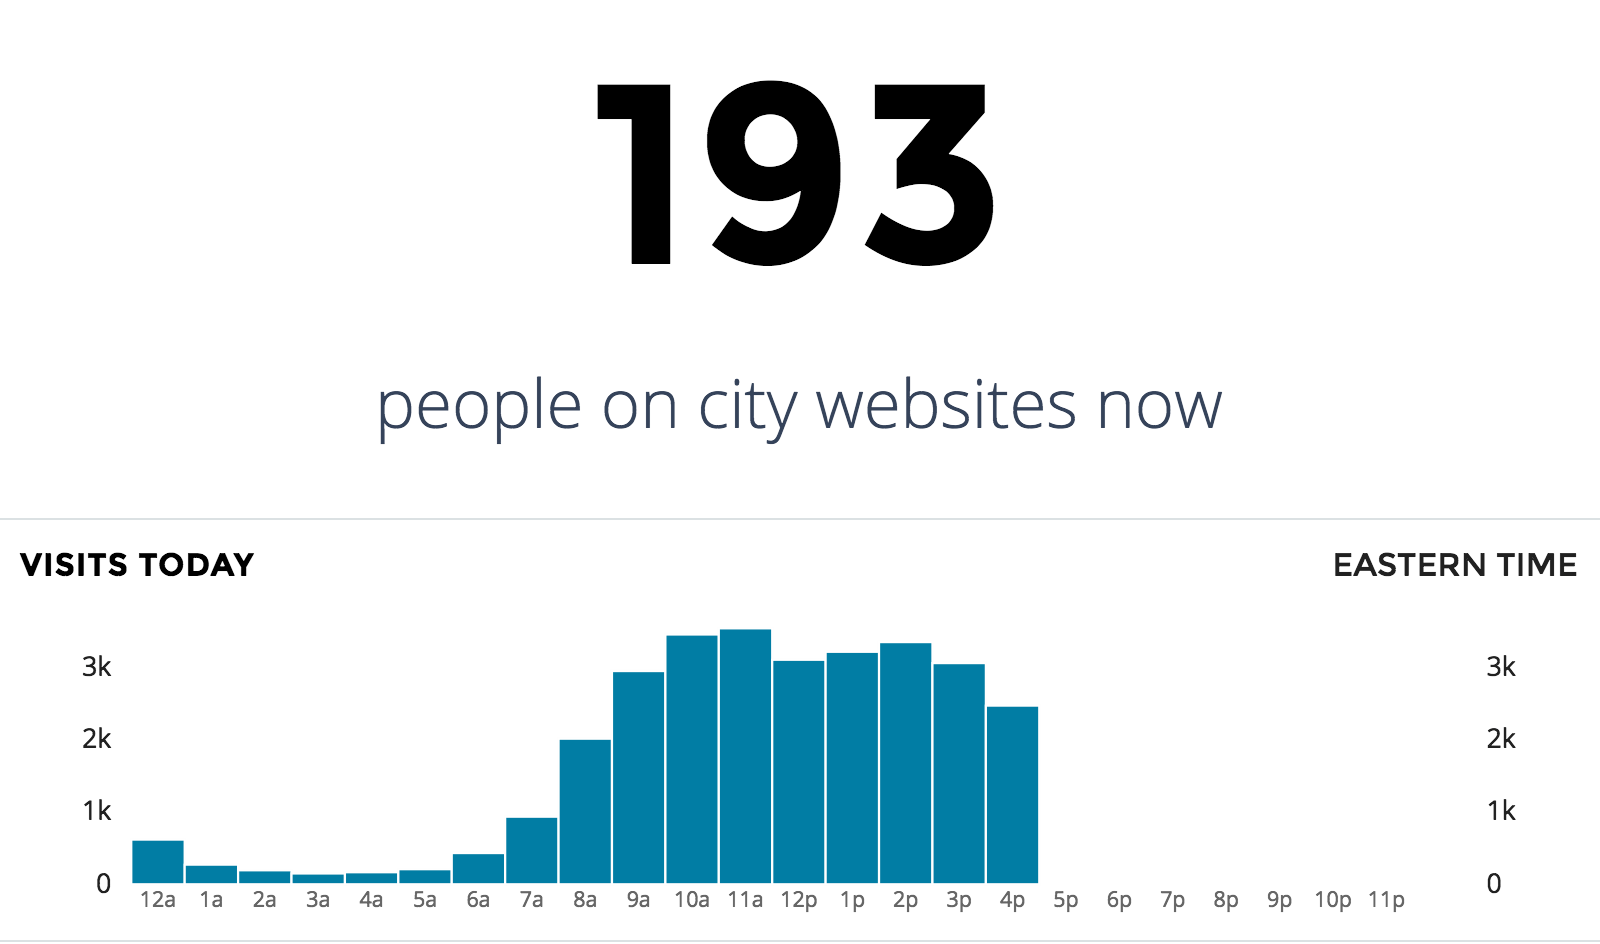 193
people on city websites now
VISITS TODAY EASTERN TIME
3k 3k
2k 2k
1k 1k
0 0
12a 1a 2a 3a 4a 5a 6a 7a 8a 9a 10a 11a 12p 1p 2p 3p 4p 5p 6p 7p 8p 9p 10p 11p